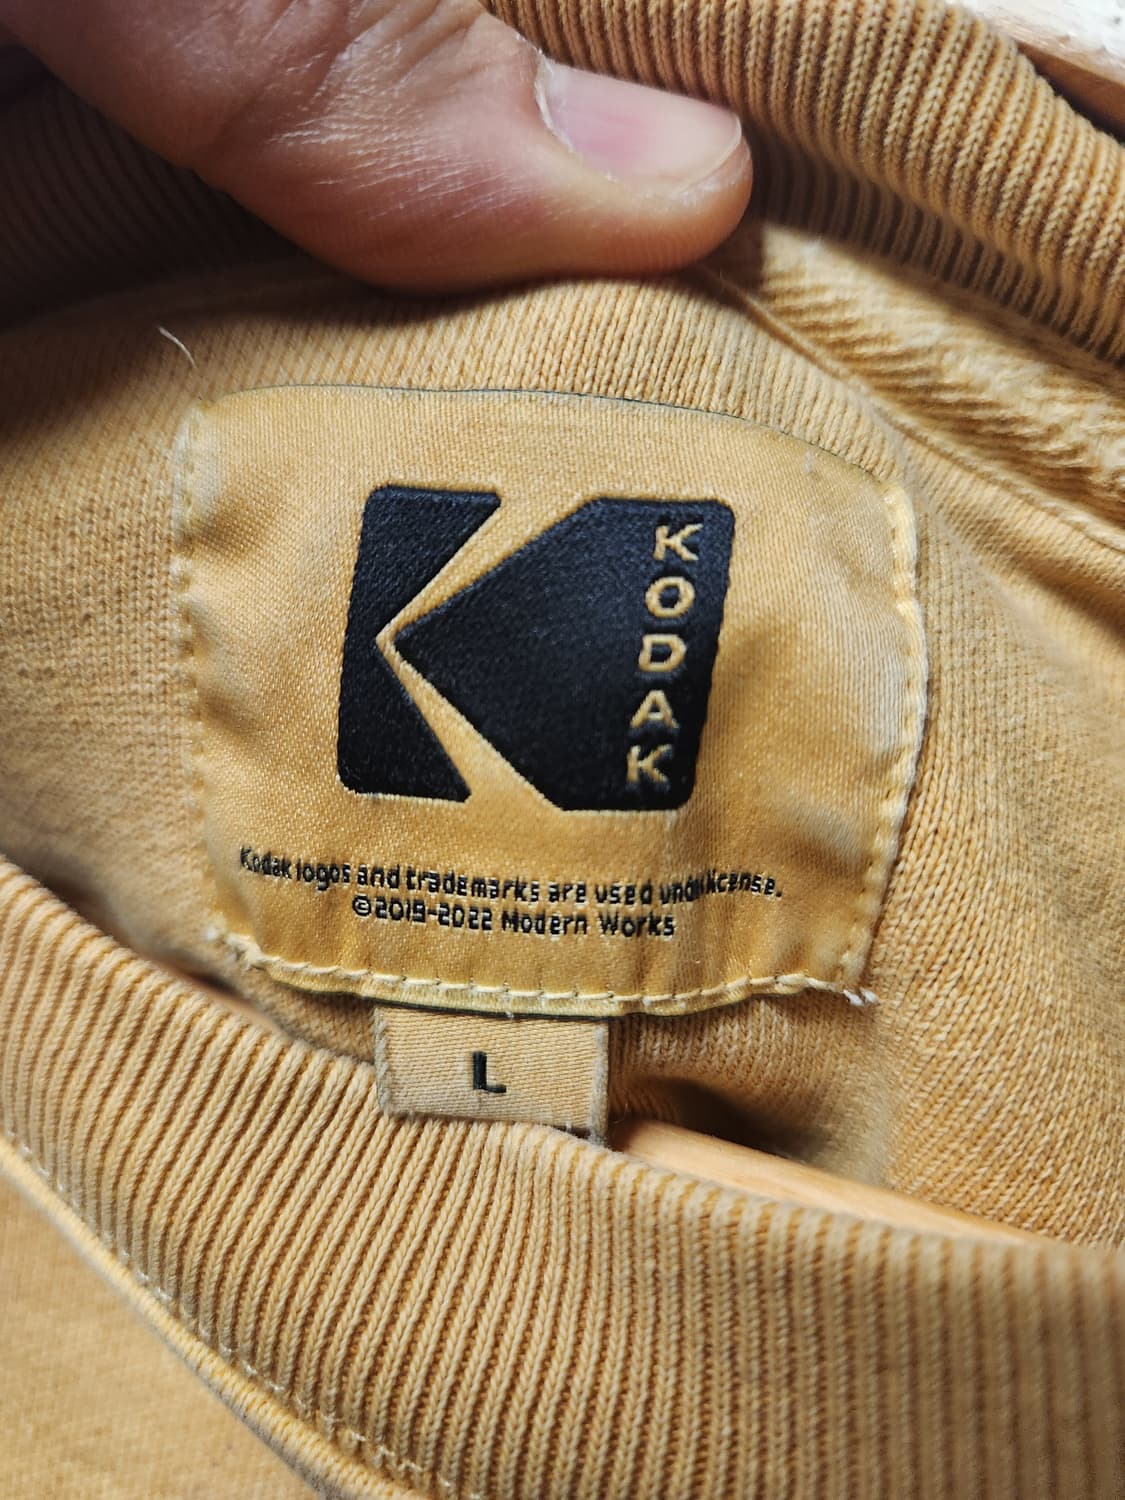 KODAK
Kodak logos and trademarks are used under license.
©2019-2022 Modern Works
L